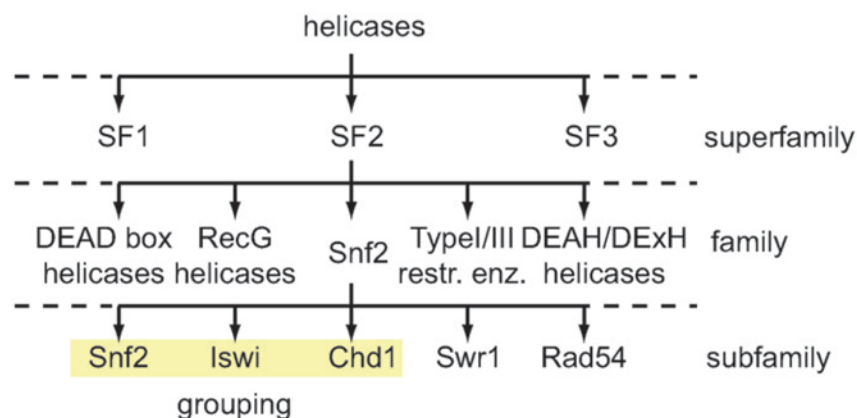 helicases
SF1 SF2 SF3 superfamily
DEAD box RecG Snf2 TypeI/III DEAH/DExH family
helicases helicases restr. enz. helicases
Snf2 Iswi Chd1 Swr1 Rad54 subfamily
grouping